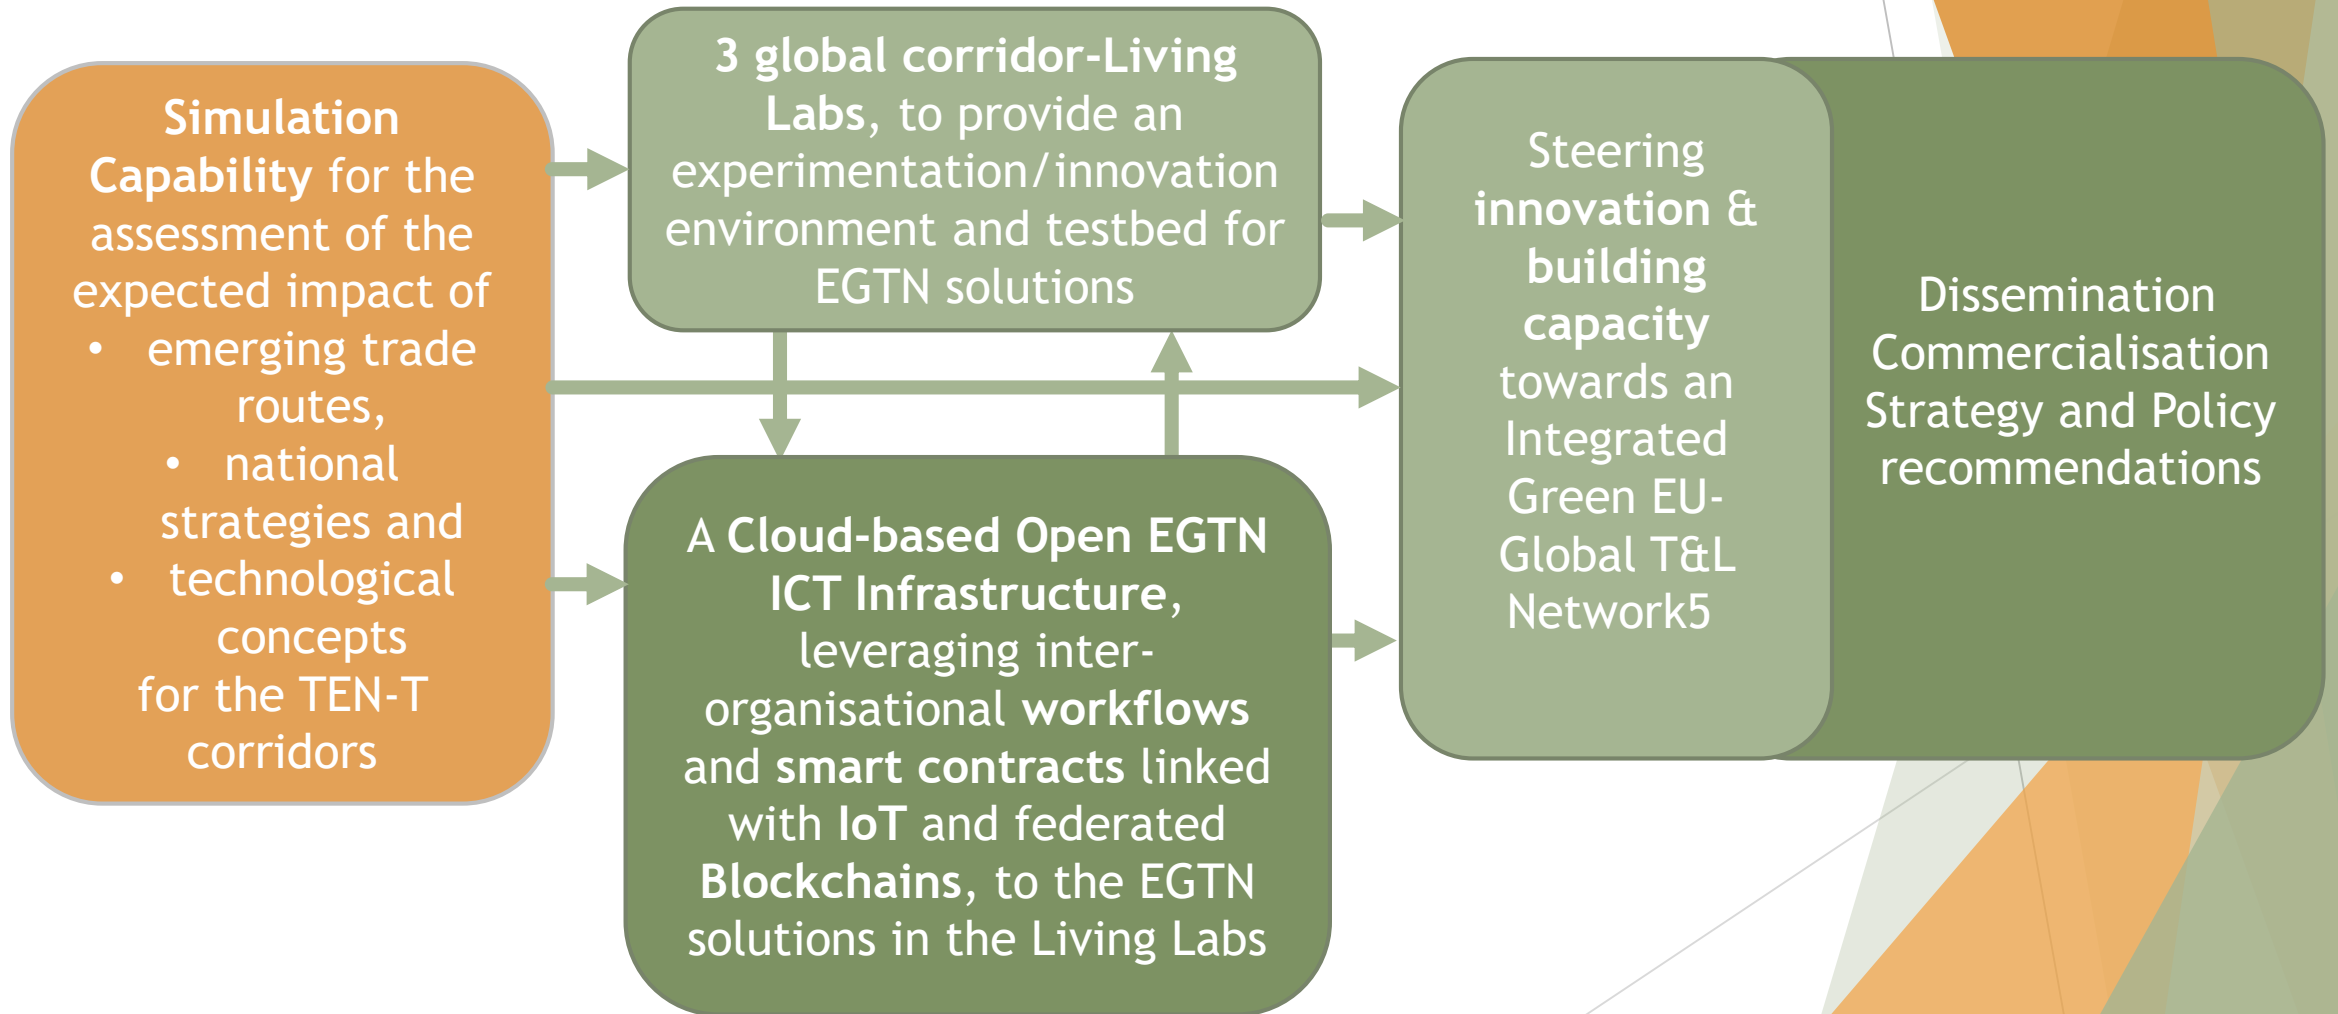 Simulation
Capability for the
assessment of the
expected impact of
• emerging trade
routes,
• national
strategies and
• technological
concepts
for the TEN-T
corridors
3 global corridor-Living
Labs, to provide an
experimentation/innovation
environment and testbed for
EGTN solutions
A Cloud-based Open EGTN
ICT Infrastructure,
leveraging inter-
organisational workflows
and smart contracts linked
with IoT and federated
Blockchains, to the EGTN
solutions in the Living Labs
Steering
innovation &
building
capacity
towards an
Integrated
Green EU-
Global T&L
Network5
Dissemination
Commercialisation
Strategy and Policy
recommendations